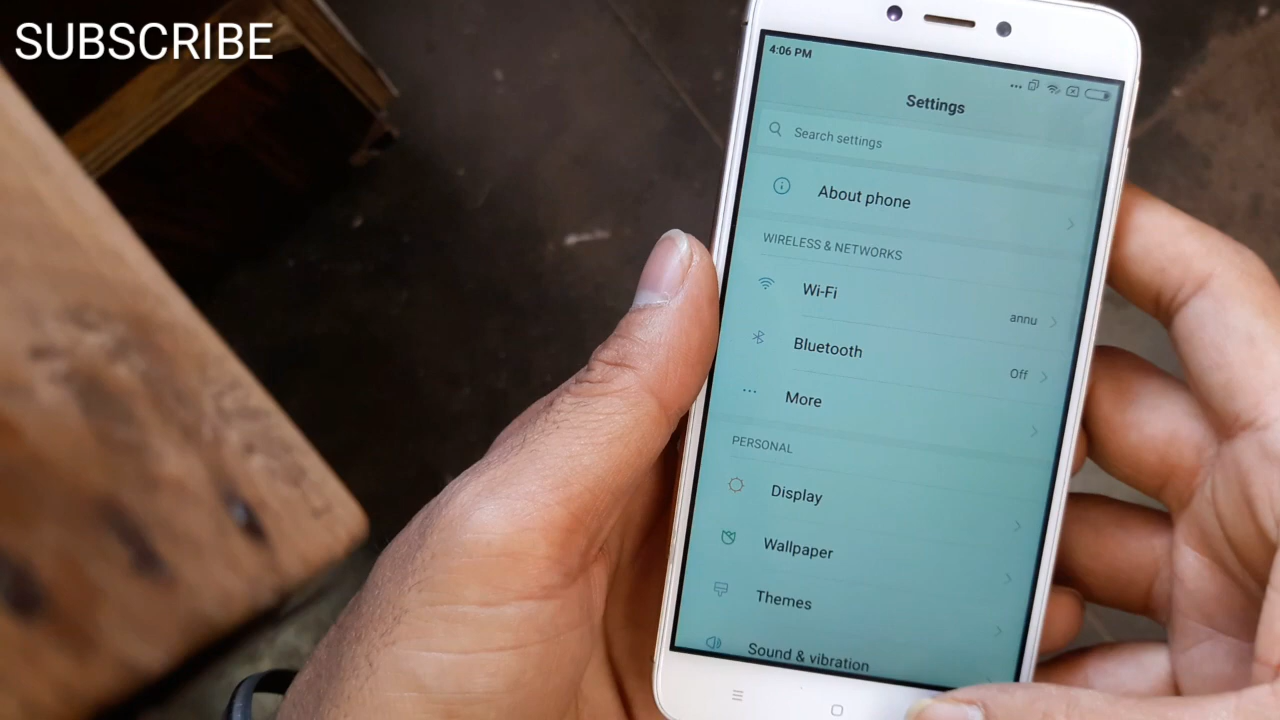 SUBSCRIBE
4:06 PM
Settings
Search settings
About phone
WIRELESS & NETWORKS
Wi-Fi
annu
Bluetooth
Off
More
PERSONAL
Display
Wallpaper
Themes
Sound & vibration